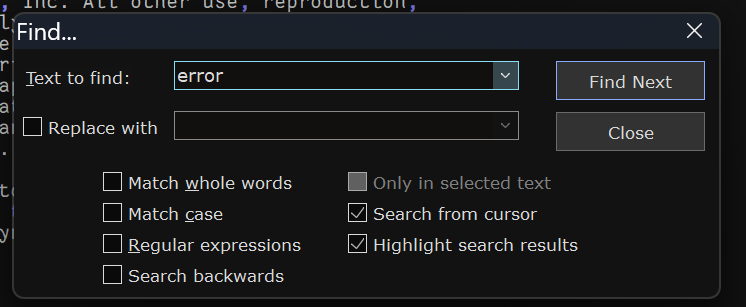 , Inc. All other use, reproduction,
Find...
Text to find:
error
Find Next
Replace with
Close
Match whole words
Only in selected text
Match case
Search from cursor
Regular expressions
Highlight search results
Search backwards